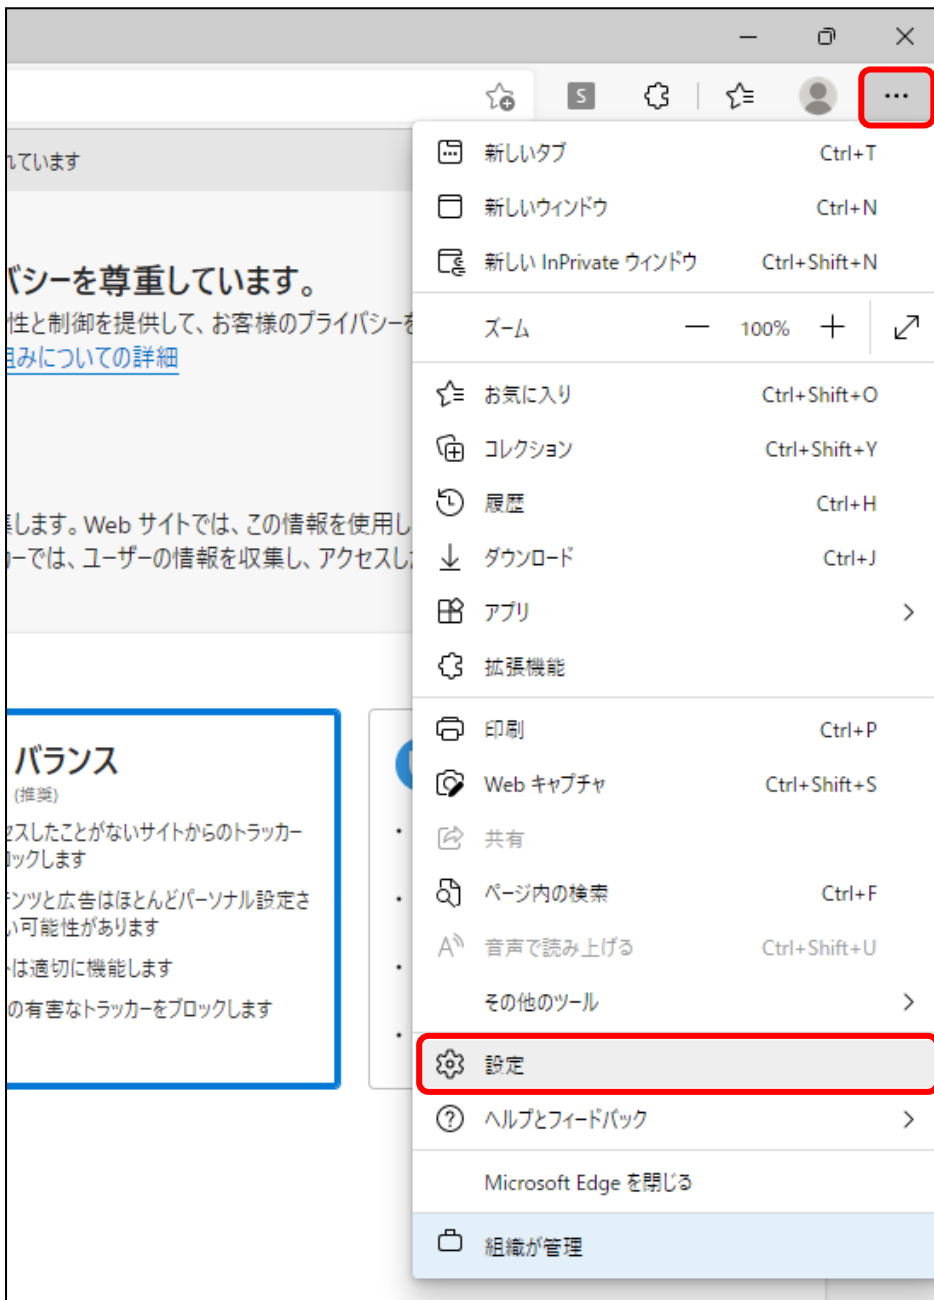 S
れています
バシーを尊重しています。
性と制御を提供して、お客様のプライバシーを
組みについての詳細
集します。Web サイトでは、この情報を使用し
カーでは、ユーザーの情報を収集し、アクセスし
バランス
(推奨)
セスしたことがないサイトからのトラッカー
ロックします
テンツと広告はほとんどパーソナル設定さ
い可能性があります
トは適切に機能します
の有害なトラッカーをブロックします
新しいタブ Ctrl+T
新しいウィンドウ Ctrl+N
新しい InPrivate ウィンドウ Ctrl+Shift+N
ズーム — 100% +
お気に入り Ctrl+Shift+O
コレクション Ctrl+Shift+Y
履歴 Ctrl+H
ダウンロード Ctrl+J
アプリ
拡張機能
印刷 Ctrl+P
Web キャプチャ Ctrl+Shift+S
共有
ページ内の検索 Ctrl+F
音声で読み上げる Ctrl+Shift+U
その他のツール
設定
ヘルプとフィードバック
Microsoft Edge を閉じる
組織が管理